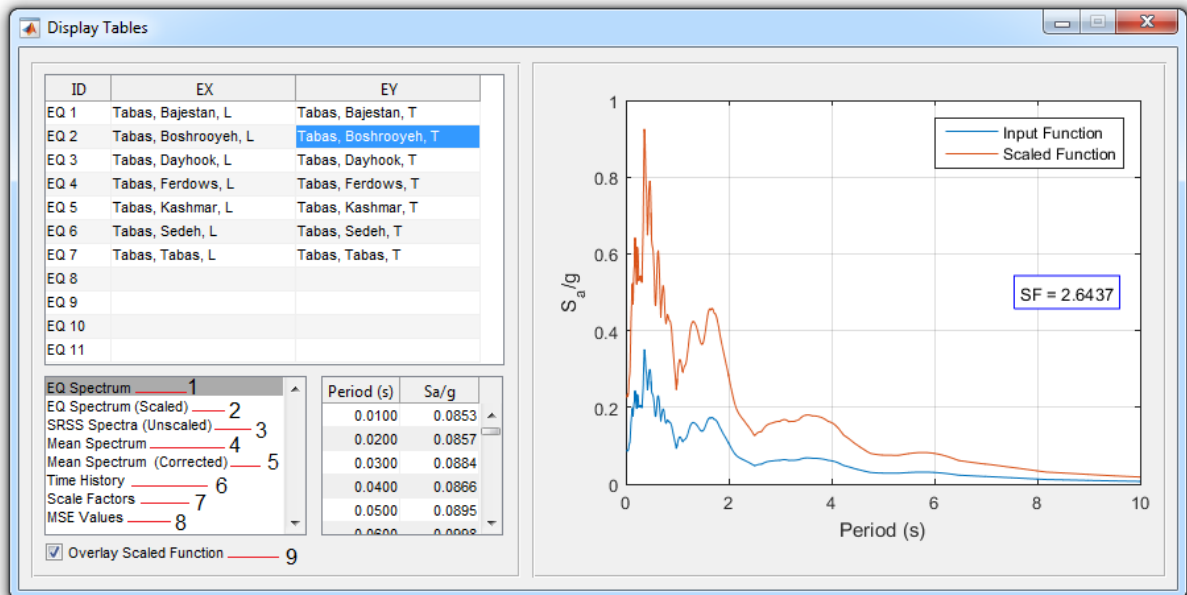 Display Tables
ID EX EY
EQ 1 Tabas, Bajestan, L Tabas, Bajestan, T
EQ 2 Tabas, Boshrooyeh, L Tabas, Boshrooyeh, T
EQ 3 Tabas, Dayhook, L Tabas, Dayhook, T
EQ 4 Tabas, Ferdows, L Tabas, Ferdows, T
EQ 5 Tabas, Kashmar, L Tabas, Kashmar, T
EQ 6 Tabas, Sedeh, L Tabas, Sedeh, T
EQ 7 Tabas, Tabas, L Tabas, Tabas, T
EQ 8
EQ 9
EQ 10
EQ 11
EQ Spectrum 1
EQ Spectrum (Scaled) 2
SRSS Spectra (Unscaled) 3
Mean Spectrum 4
Mean Spectrum (Corrected) 5
Time History 6
Scale Factors 7
MSE Values 8
Overlay Scaled Function 9
Period (s) Sa/g
0.0100 0.0853
0.0200 0.0857
0.0300 0.0884
0.0400 0.0866
0.0500 0.0895
0.0600 0.0998
Input Function
Scaled Function
SF = 2.6437
Sa/g
1
0.8
0.6
0.4
0.2
0
0 2 4 6 8 10
Period (s)